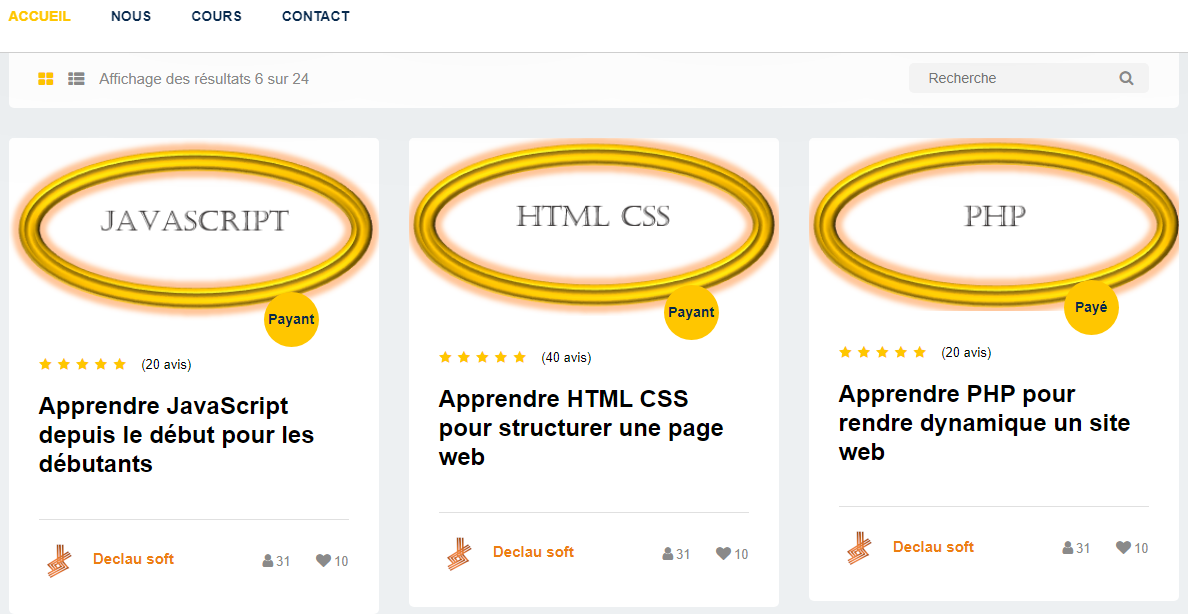 ACCUEIL NOUS COURS CONTACT
Affichage des résultats 6 sur 24
Recherche
JAVASCRIPT
Payant
(20 avis)
Apprendre JavaScript
depuis le début pour les
débutants
Declau soft 31 10
HTML CSS
Payant
(40 avis)
Apprendre HTML CSS
pour structurer une page
web
Declau soft 31 10
PHP
Payé
(20 avis)
Apprendre PHP pour
rendre dynamique un site
web
Declau soft 31 10